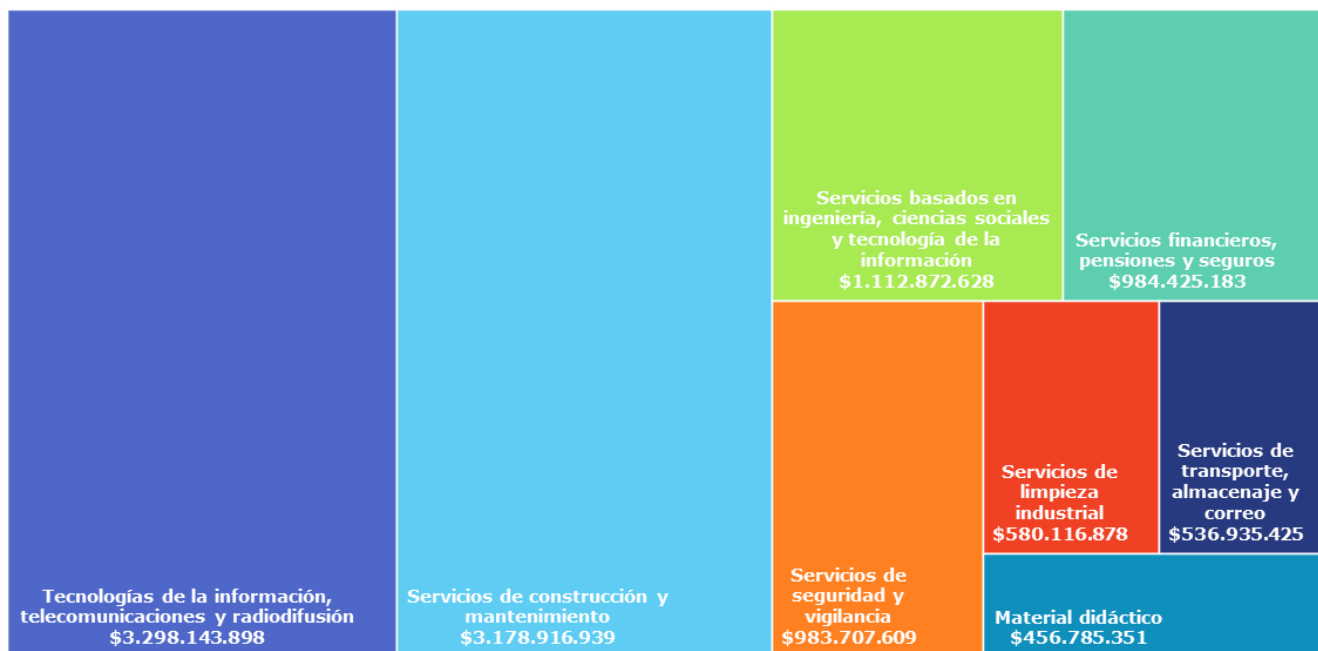 Tecnologías de la información,
telecomunicaciones y radiodifusión
$3.298.143.898
Servicios de construcción y
mantenimiento
$3.178.916.939
Servicios basados en
ingeniería, ciencias sociales
y tecnología de la
información
$1.112.872.628
Servicios financieros,
pensiones y seguros
$984.425.183
Servicios de
seguridad y
vigilancia
$983.707.609
Servicios de
limpieza
industrial
$580.116.878
Servicios de
transporte,
almacenaje y
correo
$536.935.425
Material didáctico
$456.785.351